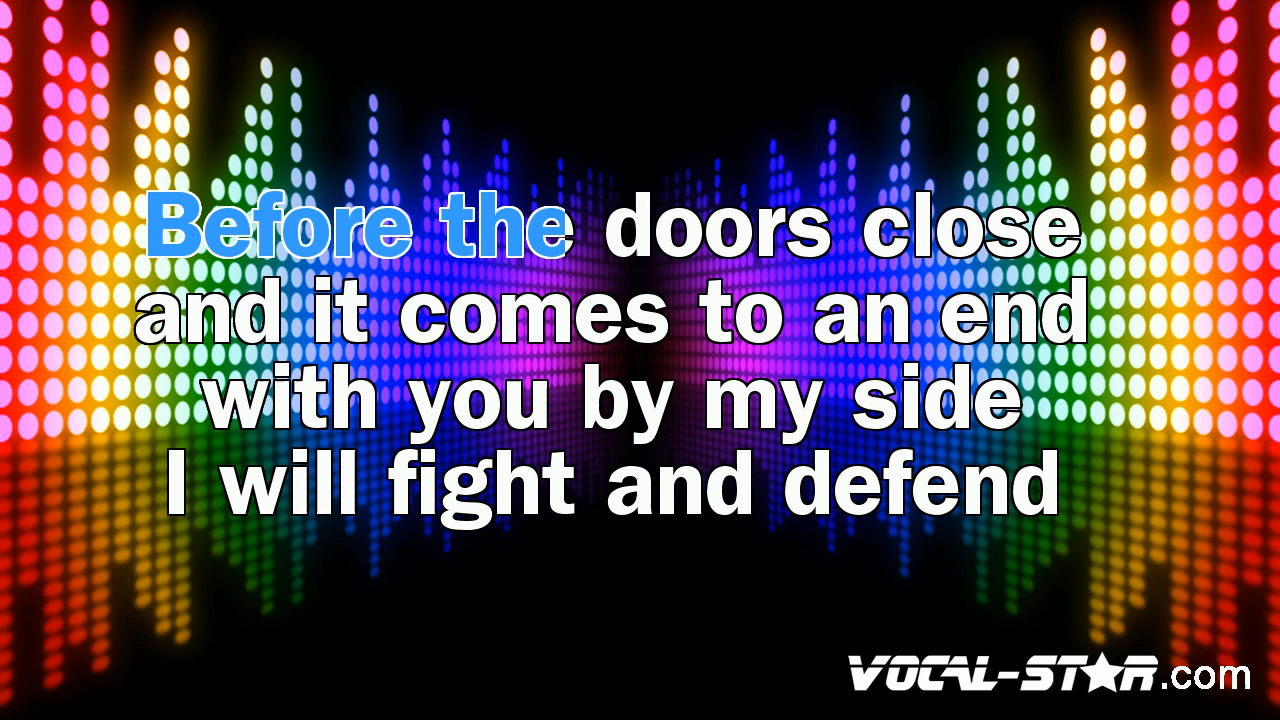 Before the doors close
and it comes to an end
with you by my side
I will fight and defend
VOCAL-STAR.com